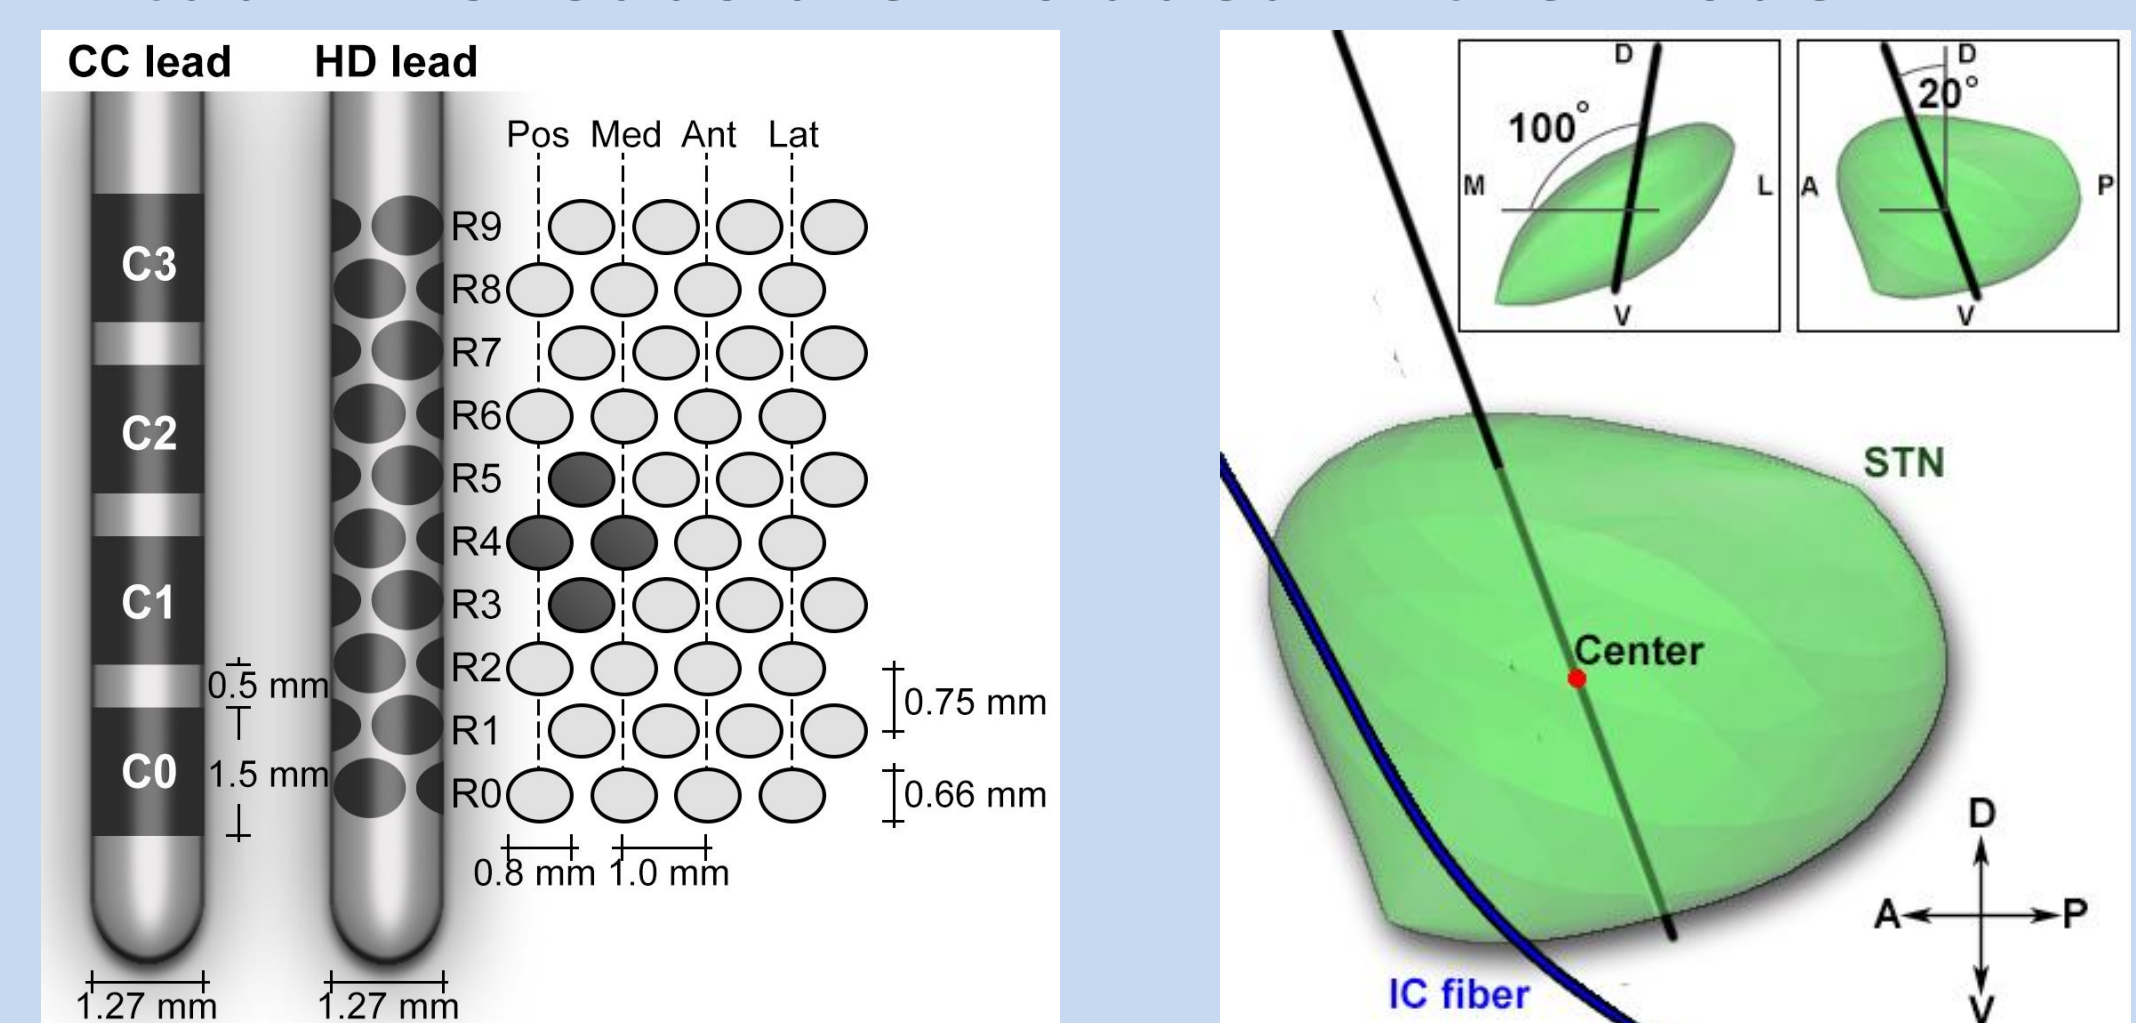 CC lead
HD lead
Pos Med Ant Lat
C3
C2
C1
C0
0.5 mm
1.5 mm
R9
R8
R7
R6
R5
R4
R3
R2
R1
R0
0.75 mm
0.66 mm
0.8 mm 1.0 mm
1.27 mm
1.27 mm
D
100°
M
L
V
D
20°
A
P
V
STN
Center
IC fiber
D
A
P
V